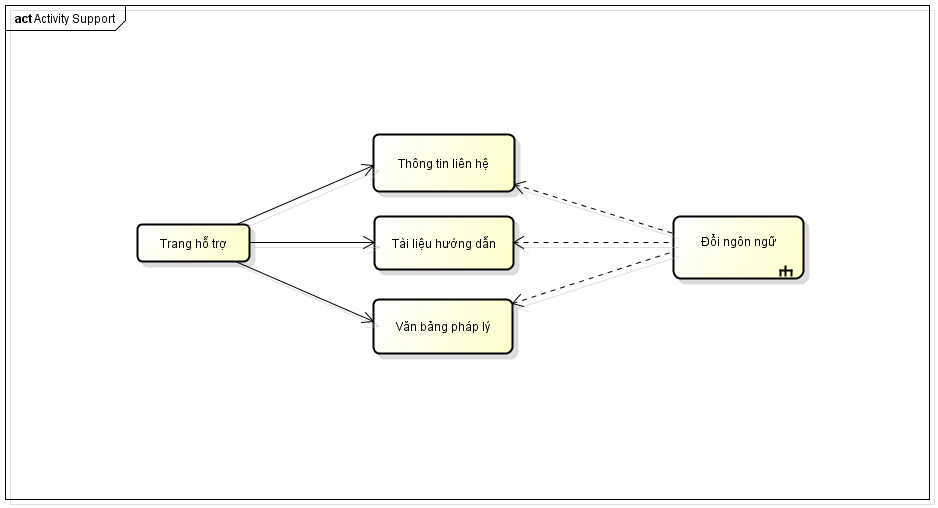 act Activity Support
Thông tin liên hệ
Trang hỗ trợ
Tài liệu hướng dẫn
Đổi ngôn ngữ
Văn bảng pháp lý